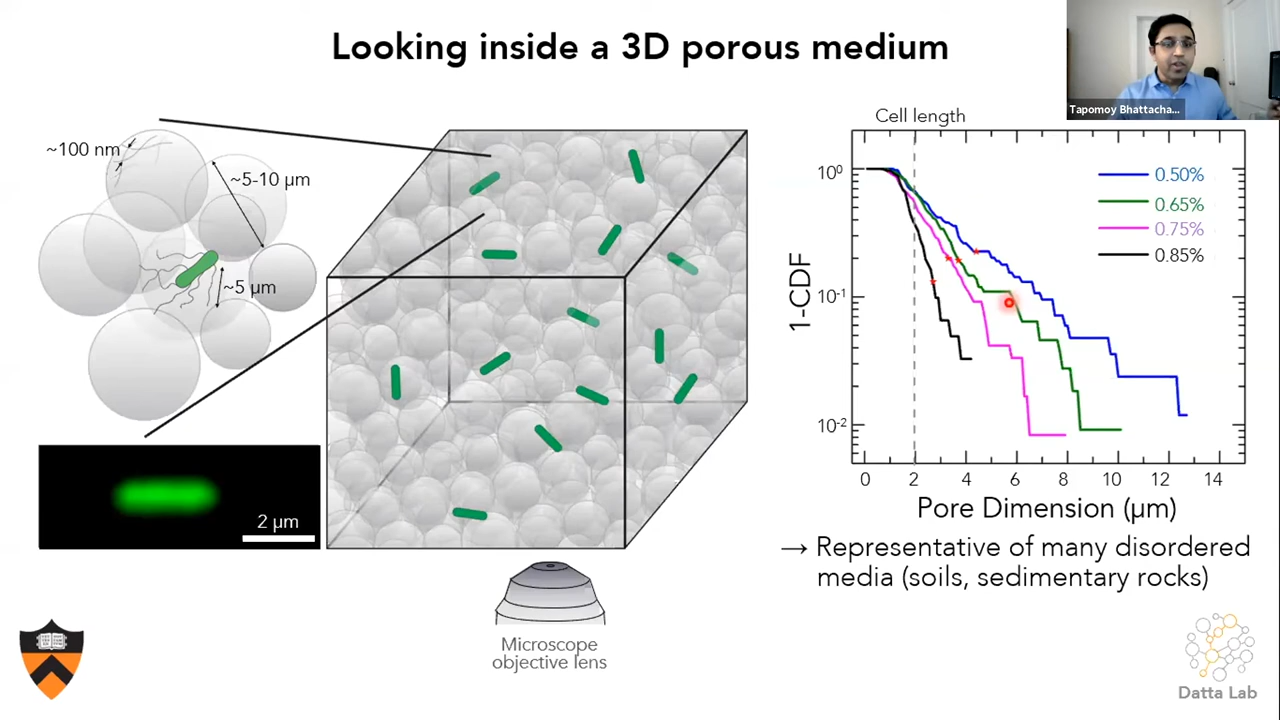 Looking inside a 3D porous medium
Tapomoy Bhattacha...
~100 nm
~5-10 µm
~5 µm
2 µm
Microscope
objective lens
Cell length
0.50%
0.65%
0.75%
0.85%
1-CDF
10⁰
10⁻¹
10⁻²
0 2 4 6 8 10 12 14
Pore Dimension (µm)
→ Representative of many disordered
media (soils, sedimentary rocks)
Datta Lab